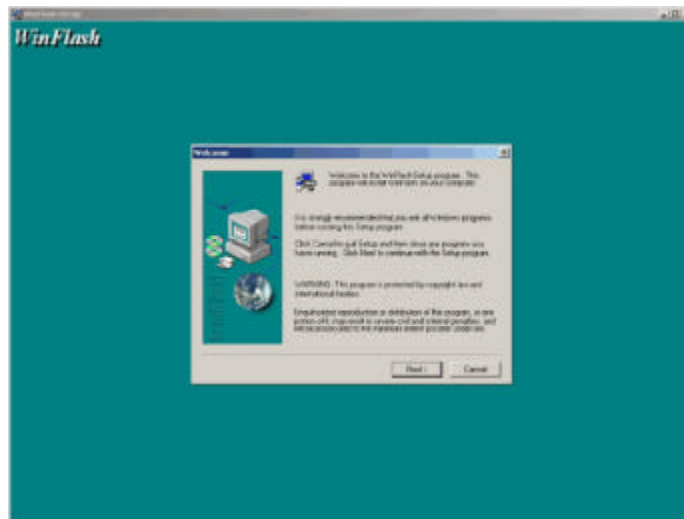 WinFlash Setup
WinFlash
Welcome
Welcome to the WinFlash Setup program. This
program will install WinFlash on your computer.
It is strongly recommended that you exit all Windows programs
before running this Setup program.
Click Cancel to quit Setup and then close any programs you
have running. Click Next to continue with the Setup program.
WARNING: This program is protected by copyright law and
international treaties.
Unauthorized reproduction or distribution of this program, or any
portion of it, may result in severe civil and criminal penalties, and
will be prosecuted to the maximum extent possible under law.
Next >
Cancel